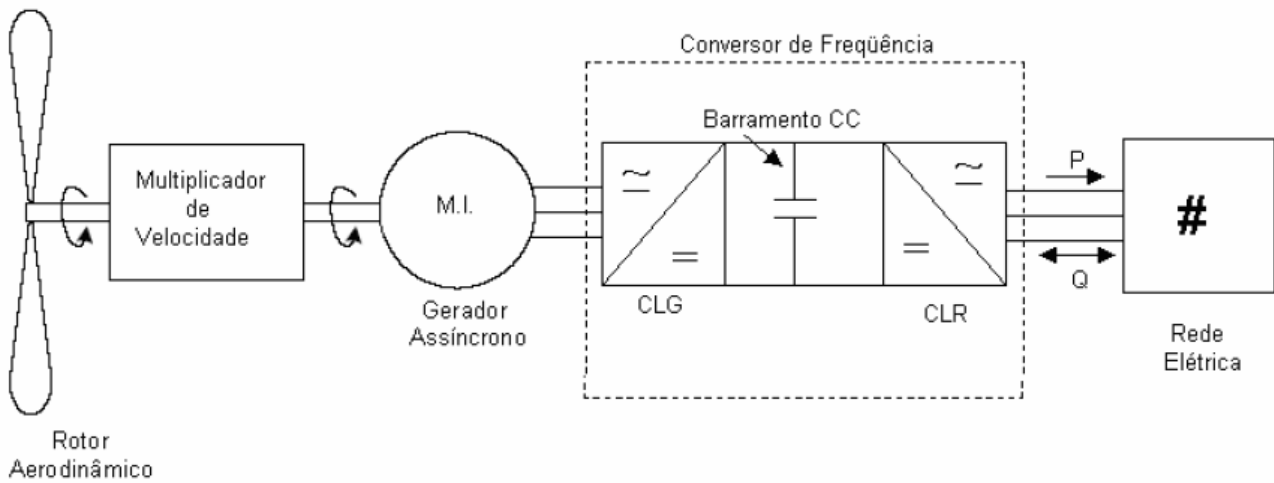 Conversor de Freqüência
Barramento CC
Multiplicador
de
Velocidade
M.I.
P
#
Q
CLG
CLR
Gerador
Assíncrono
Rede
Elétrica
Rotor
Aerodinâmico